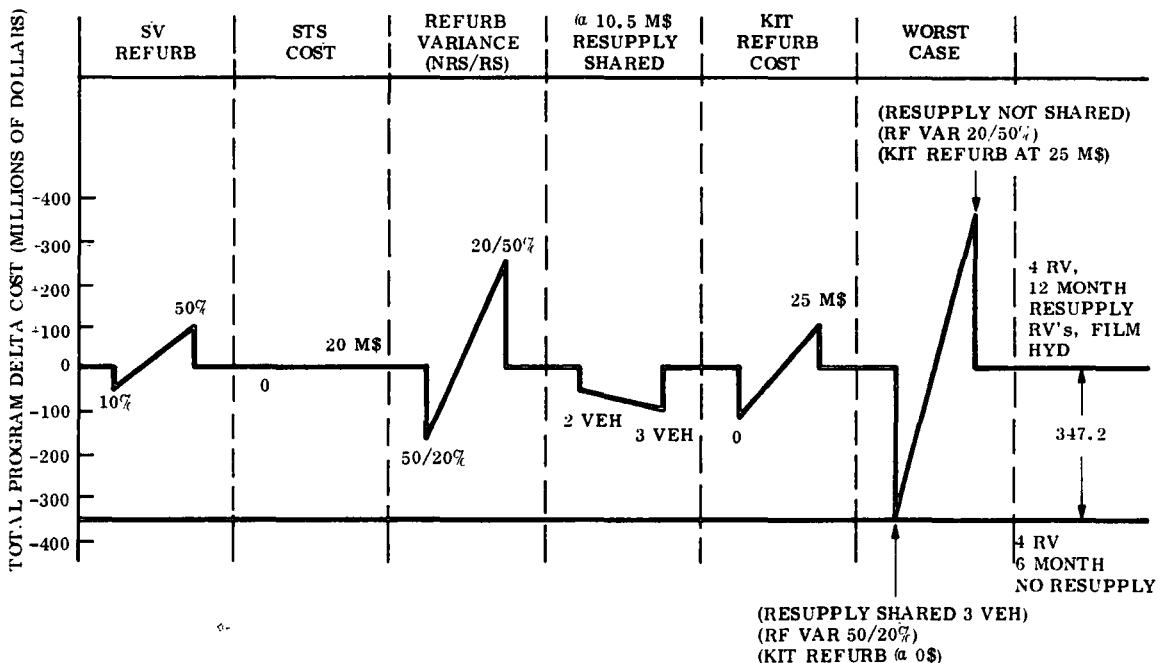 TOTAL PROGRAM DELTA COST (MILLIONS OF DOLLARS)
SV
REFURB
STS
COST
REFURB
VARIANCE
(NRS/RS)
@ 10.5 M$
RESUPPLY
SHARED
KIT
REFURB
COST
WORST
CASE
(RESUPPLY NOT SHARED)
(RF VAR 20/50%)
(KIT REFURB AT 25 M$)
+400
+300
+200
+100
0
-100
-200
-300
-400
10%
50%
0
20 M$
50/20%
20/50%
2 VEH
3 VEH
0
25 M$
4 RV,
12 MONTH
RESUPPLY
RV's, FILM
HYD
347.2
4 RV
6 MONTH
NO RESUPPLY
(RESUPPLY SHARED 3 VEH)
(RF VAR 50/20%)
(KIT REFURB @ 0$)